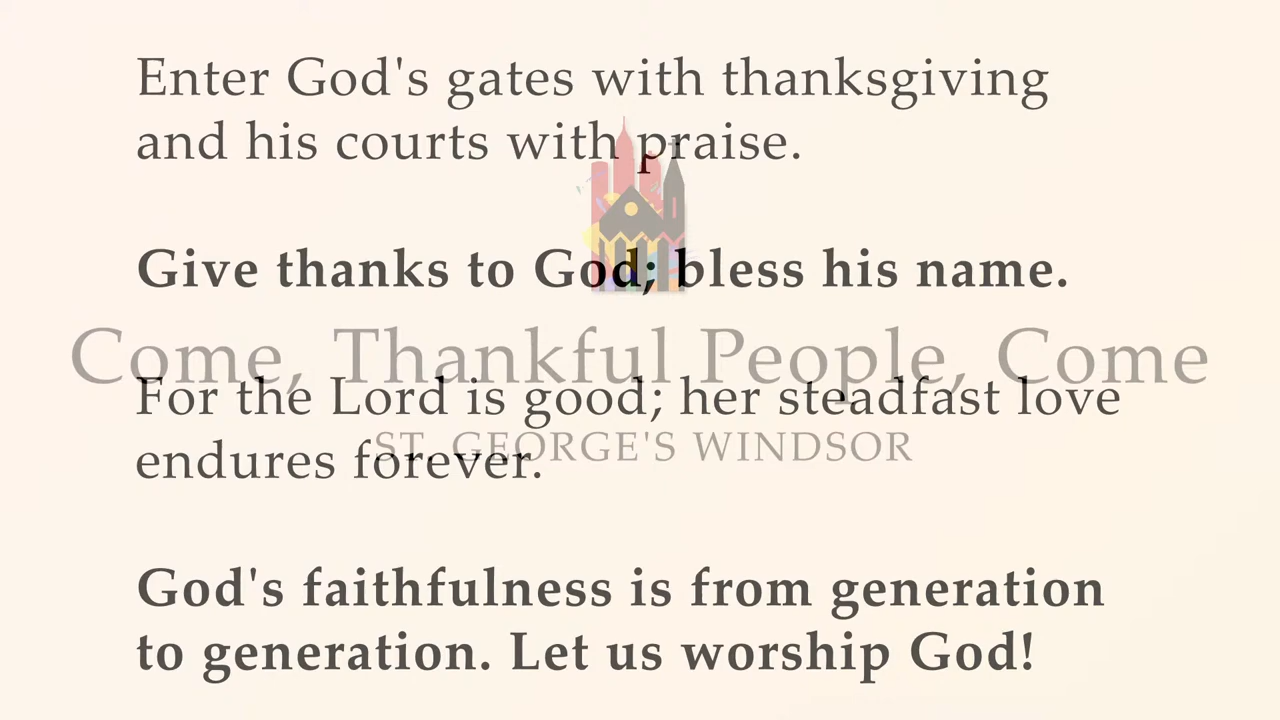 Enter God's gates with thanksgiving
and his courts with praise.
Give thanks to God; bless his name.
Come, Thankful People, Come
For the Lord is good; her steadfast love
ST. GEORGE'S WINDSOR
endures forever.
God's faithfulness is from generation
to generation. Let us worship God!